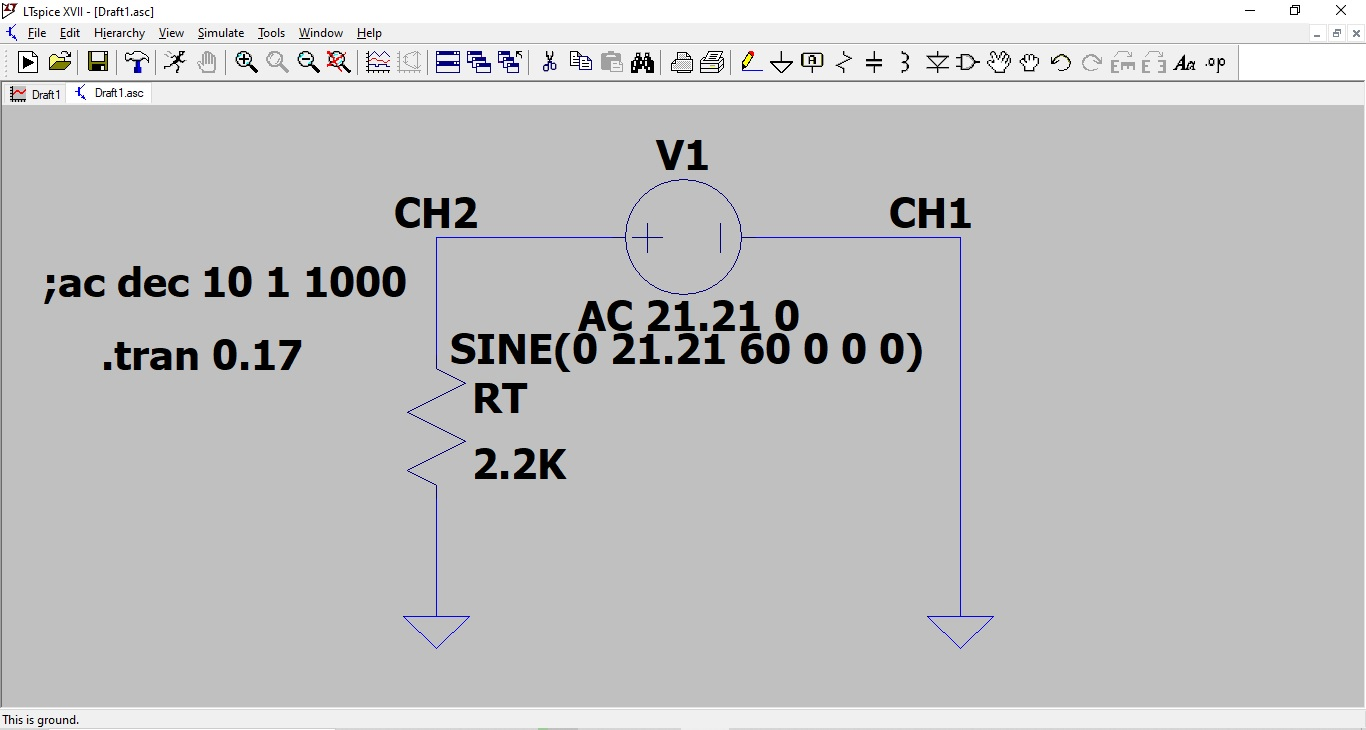 LTspice XVII - [Draft1.asc]
File Edit Hierarchy View Simulate Tools Window Help
Aa .op
Draft1 Draft1.asc
V1
CH2 CH1
;ac dec 10 1 1000
AC 21.21 0
.tran 0.17
SINE(0 21.21 60 0 0 0)
RT
2.2K
This is ground.